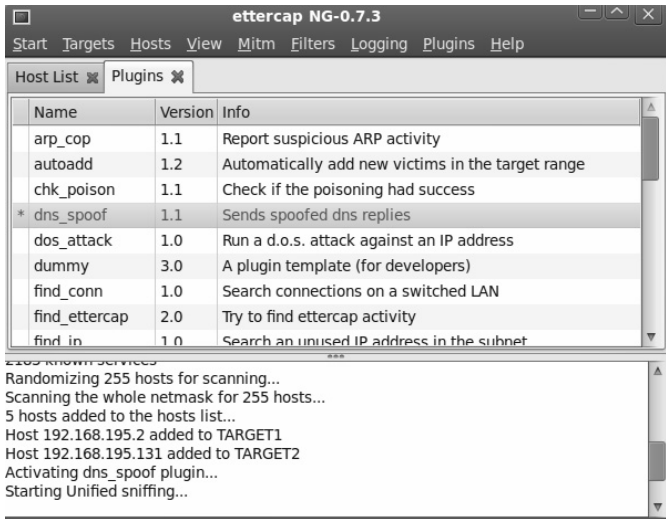 ettercap NG-0.7.3
Start Targets Hosts View Mitm Filters Logging Plugins Help
Host List Plugins
Name Version Info
arp_cop 1.1 Report suspicious ARP activity
autoadd 1.2 Automatically add new victims in the target range
chk_poison 1.1 Check if the poisoning had success
* dns_spoof 1.1 Sends spoofed dns replies
dos_attack 1.0 Run a d.o.s. attack against an IP address
dummy 3.0 A plugin template (for developers)
find_conn 1.0 Search connections on a switched LAN
find_ettercap 2.0 Try to find ettercap activity
find_ip 1.0 Search an unused IP address in the subnet
2183 known services
Randomizing 255 hosts for scanning...
Scanning the whole netmask for 255 hosts...
5 hosts added to the hosts list...
Host 192.168.195.2 added to TARGET1
Host 192.168.195.131 added to TARGET2
Activating dns_spoof plugin...
Starting Unified sniffing...